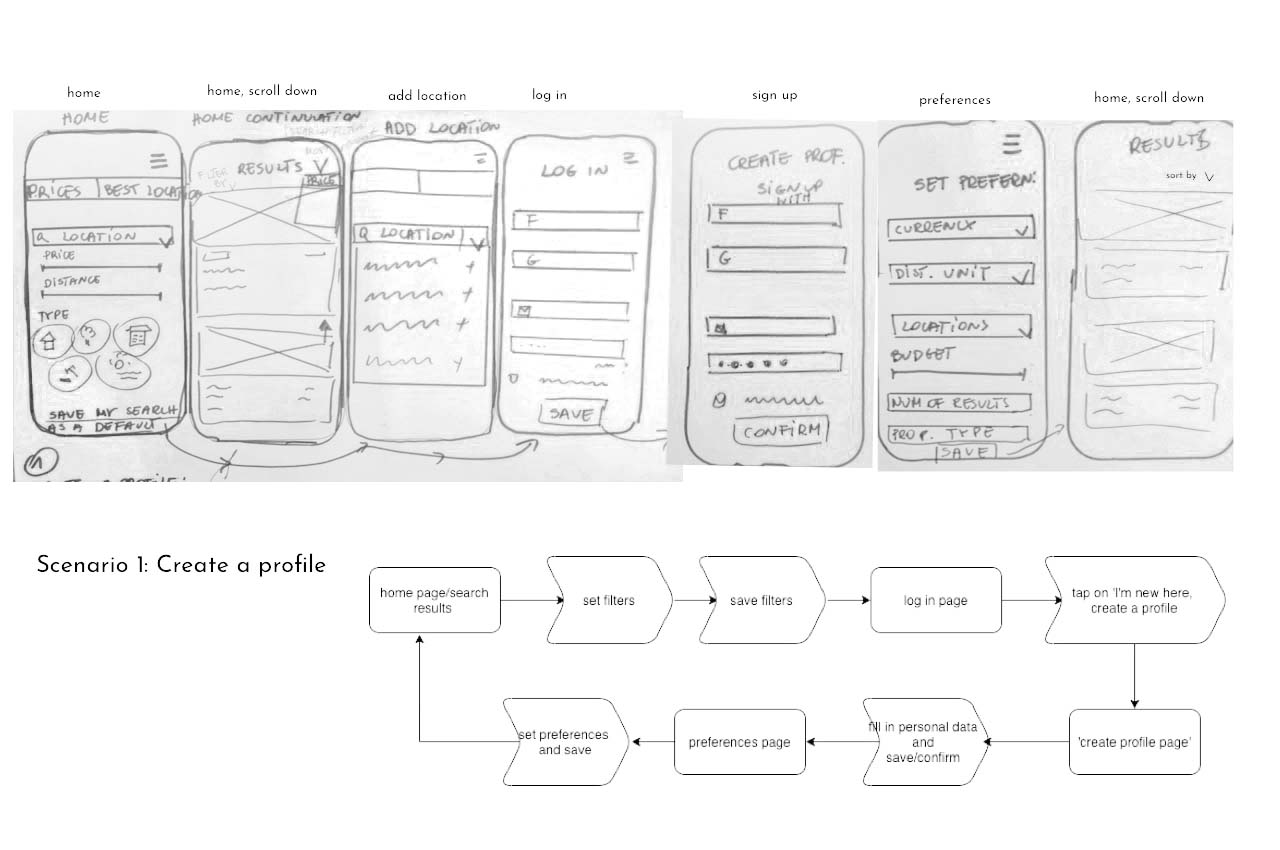 home
home, scroll down
add location
log in
sign up
preferences
home, scroll down
HOME
HOME CONTINUATION
ADD LOCATION
PRICES
BEST LOCATION
Q LOCATION
PRICE
DISTANCE
TYPE
SAVE MY SEARCH
AS A DEFAULT
1
FILTER
BY
RESULTS
PRICE
Q LOCATION
LOG IN
F
G
SAVE
CREATE PROF.
SIGN UP
WITH
F
G
CONFIRM
SET PREFERN:
CURRENCY
DIST. UNIT
LOCATIONS
BUDGET
NUM OF RESULTS
PROP. TYPE
SAVE
RESULTS
sort by
Scenario 1: Create a profile
home page/search
results
set filters
save filters
log in page
tap on 'I'm new here,
create a profile
'create profile page'
fill in personal data
and
save/confirm
preferences page
set preferences
and save